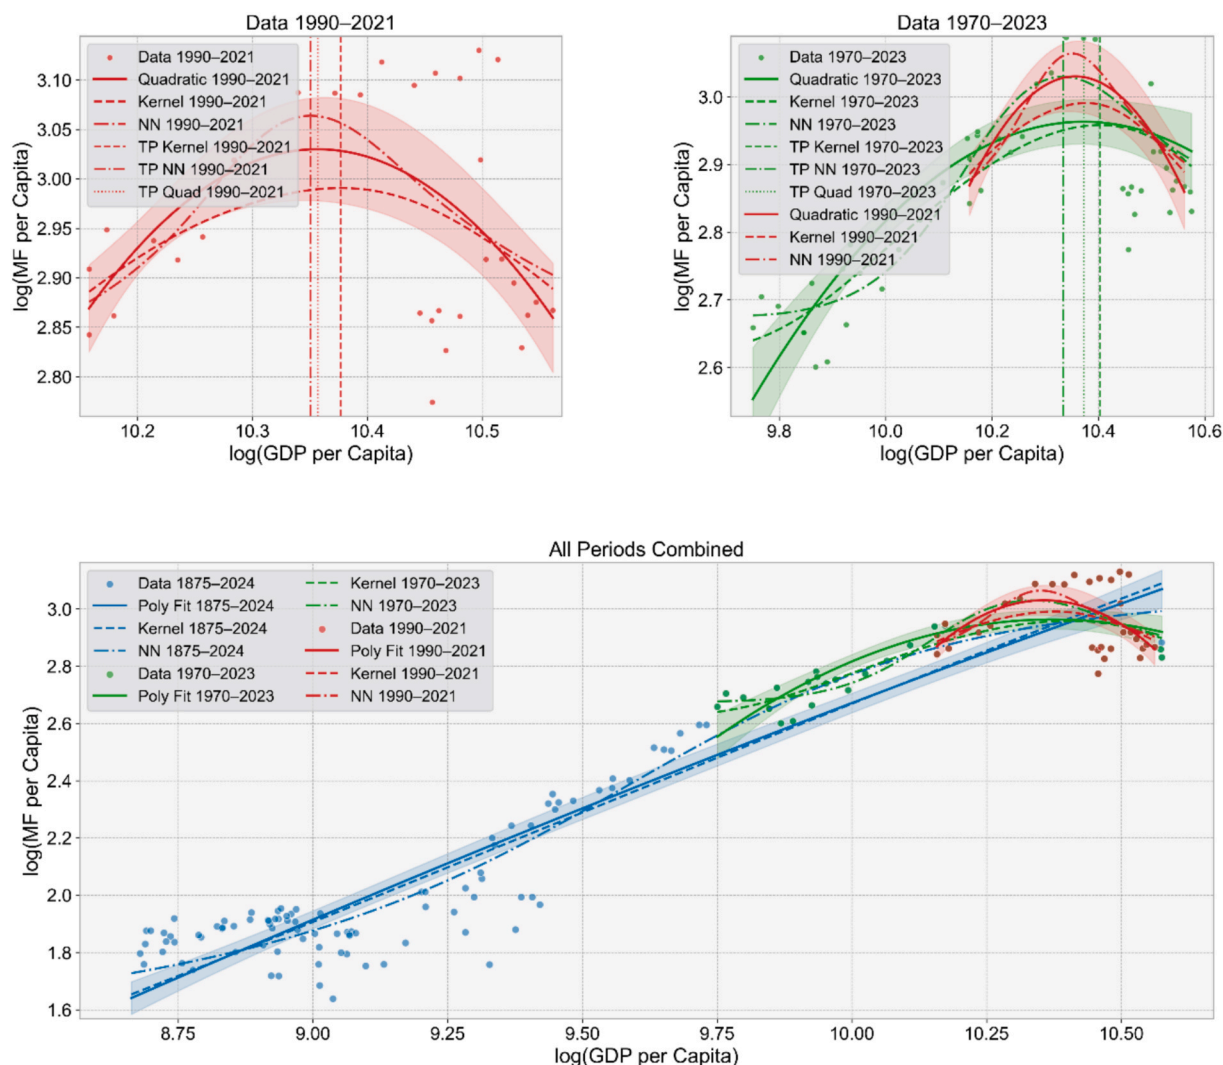 Data 1990–2021
Data 1990–2021
Quadratic 1990–2021
Kernel 1990–2021
NN 1990–2021
TP Kernel 1990–2021
TP NN 1990–2021
TP Quad 1990–2021
3.10
3.05
3.00
2.95
2.90
2.85
2.80
log(MF per Capita)
10.2
10.3
10.4
10.5
log(GDP per Capita)
Data 1970–2023
Data 1970–2023
Quadratic 1970–2023
Kernel 1970–2023
NN 1970–2023
TP Kernel 1970–2023
TP NN 1970–2023
TP Quad 1970–2023
Quadratic 1990–2021
Kernel 1990–2021
NN 1990–2021
3.0
2.9
2.8
2.7
2.6
log(MF per Capita)
9.8
10.0
10.2
10.4
10.6
log(GDP per Capita)
All Periods Combined
Data 1875–2024
Poly Fit 1875–2024
Kernel 1875–2024
NN 1875–2024
Data 1970–2023
Poly Fit 1970–2023
Kernel 1970–2023
NN 1970–2023
Data 1990–2021
Poly Fit 1990–2021
Kernel 1990–2021
NN 1990–2021
3.0
2.8
2.6
2.4
2.2
2.0
1.8
1.6
log(MF per Capita)
8.75
9.00
9.25
9.50
9.75
10.00
10.25
10.50
log(GDP per Capita)